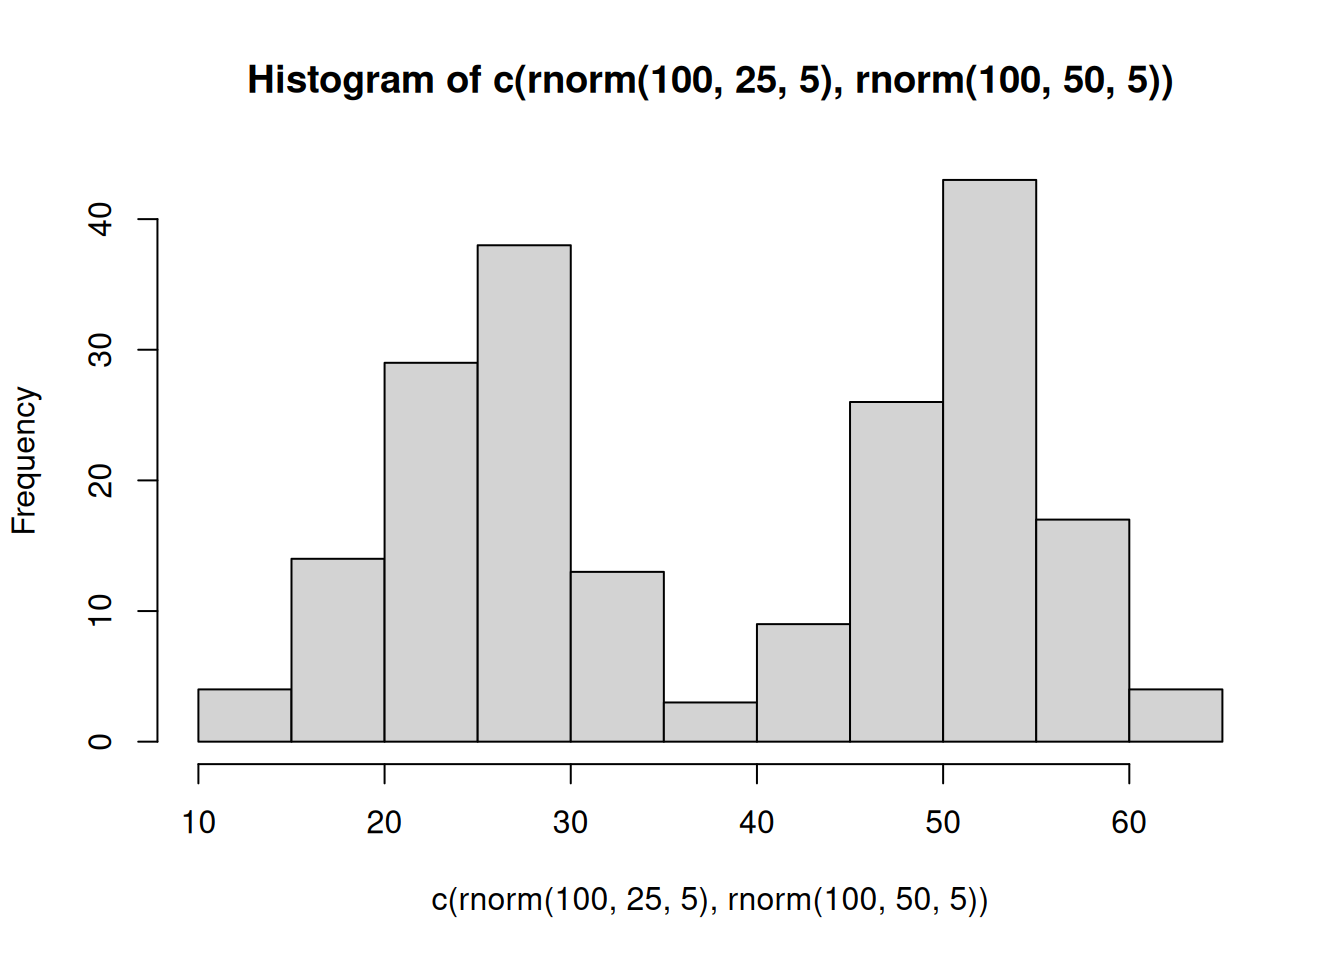 Histogram of c(rnorm(100, 25, 5), rnorm(100, 50, 5))
Frequency
40
30
20
10
0
10 20 30 40 50 60
c(rnorm(100, 25, 5), rnorm(100, 50, 5))